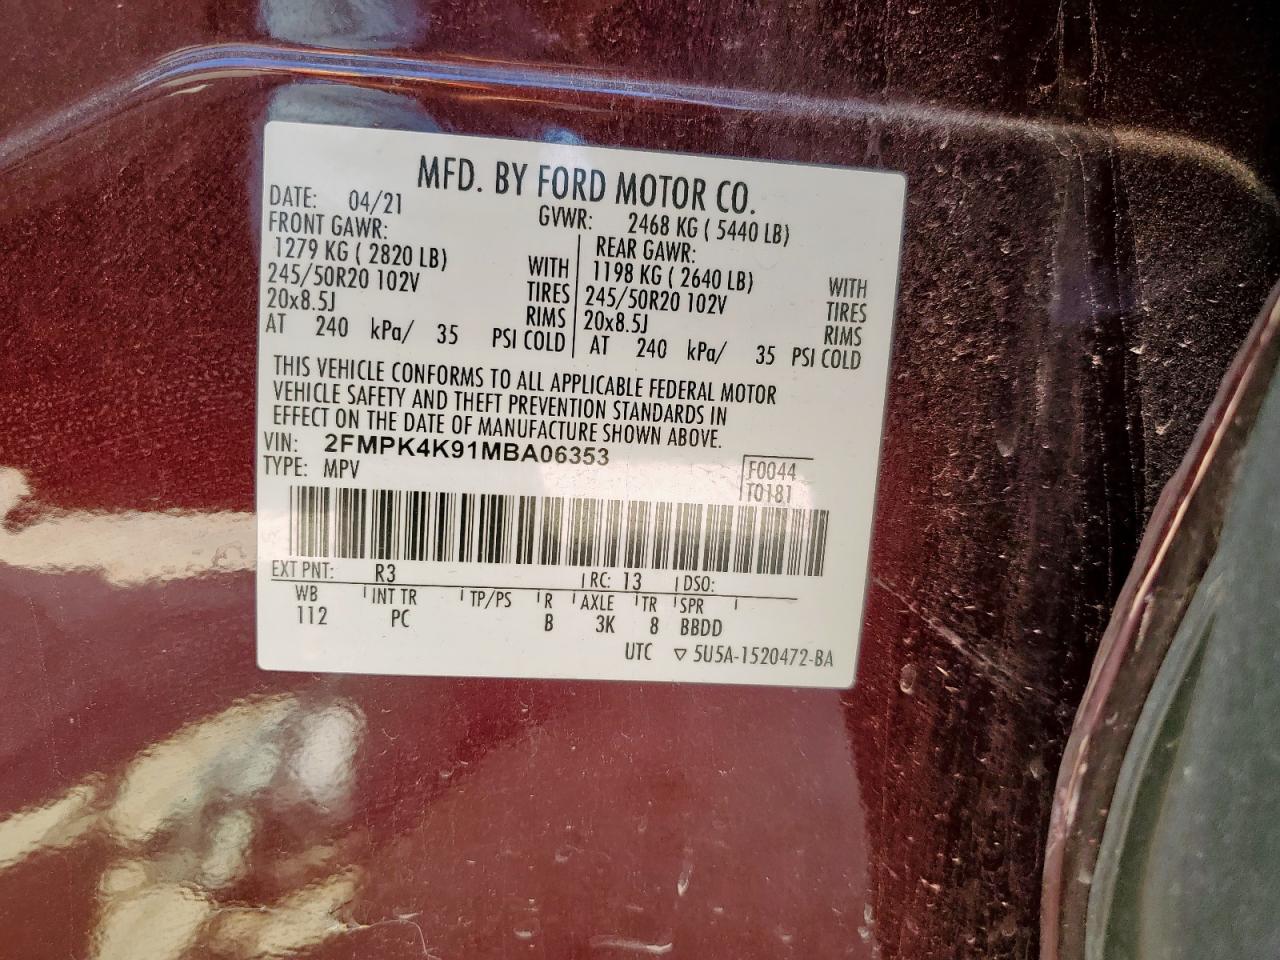 MFD. BY FORD MOTOR CO.
DATE: 04/21 GVWR: 2468 KG ( 5440 LB)
FRONT GAWR: REAR GAWR:
1279 KG ( 2820 LB) WITH 1198 KG ( 2640 LB) WITH
245/50R20 102V TIRES 245/50R20 102V TIRES
20x8.5J RIMS 20x8.5J RIMS
AT 240 kPa/ 35 PSI COLD AT 240 kPa/ 35 PSI COLD
THIS VEHICLE CONFORMS TO ALL APPLICABLE FEDERAL MOTOR
VEHICLE SAFETY AND THEFT PREVENTION STANDARDS IN
EFFECT ON THE DATE OF MANUFACTURE SHOWN ABOVE.
VIN: 2FMPK4K91MBA06353
TYPE: MPV
F0044
T0181
EXT PNT: R3 RC: 13 DSO:
WB INT TR TP/PS R AXLE TR SPR
112 PC B 3K 8 BBDD
UTC ▽ 5U5A-1520472-BA